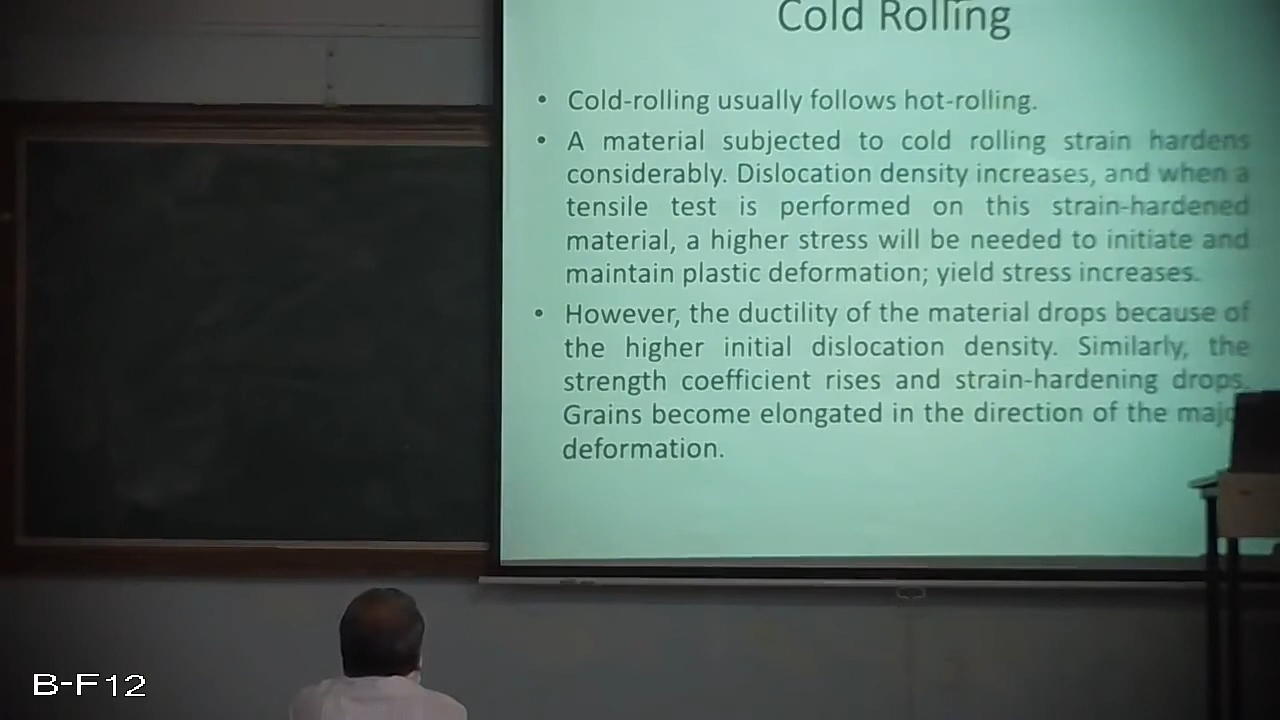 Cold Rolling
• Cold-rolling usually follows hot-rolling.
• A material subjected to cold rolling strain hardens
considerably. Dislocation density increases, and when a
tensile test is performed on this strain-hardened
material, a higher stress will be needed to initiate and
maintain plastic deformation; yield stress increases.
• However, the ductility of the material drops because of
the higher initial dislocation density. Similarly, the
strength coefficient rises and strain-hardening drops.
Grains become elongated in the direction of the major
deformation.
B-F12